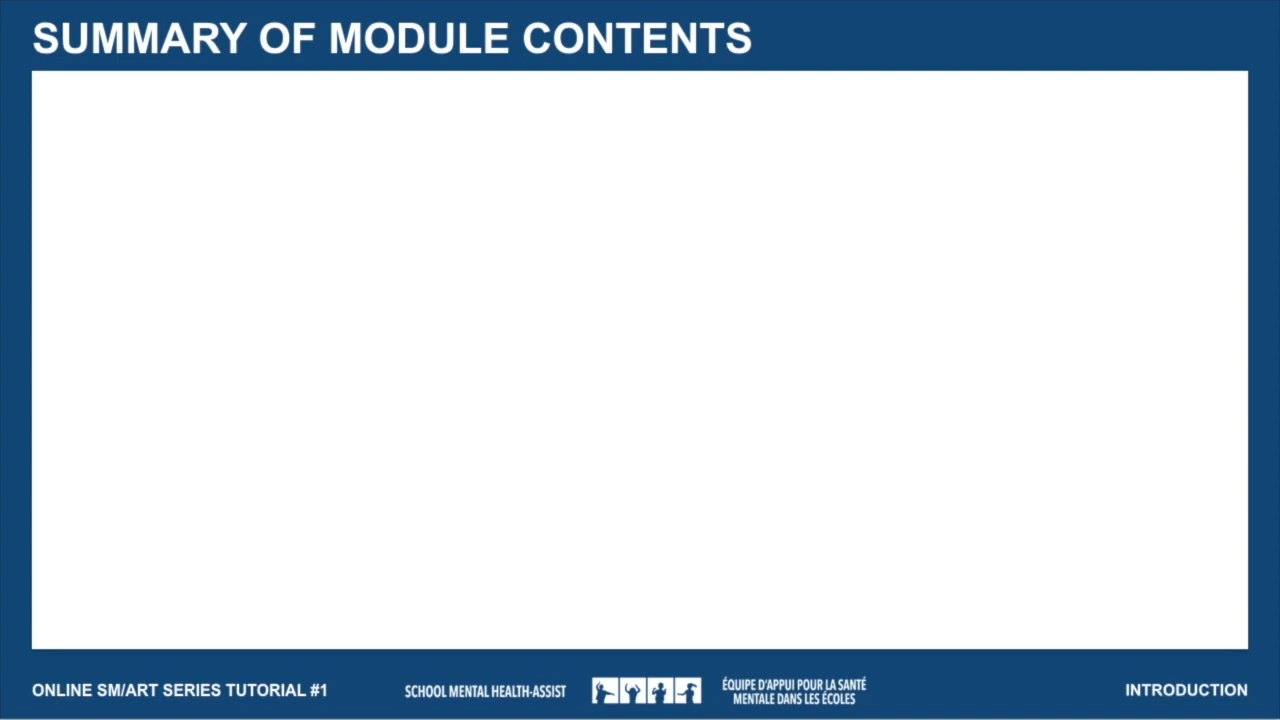 SUMMARY OF MODULE CONTENTS
ONLINE SM/ART SERIES TUTORIAL #1
SCHOOL MENTAL HEALTH-ASSIST
ÉQUIPE D'APPUI POUR LA SANTÉ
MENTALE DANS LES ÉCOLES
INTRODUCTION